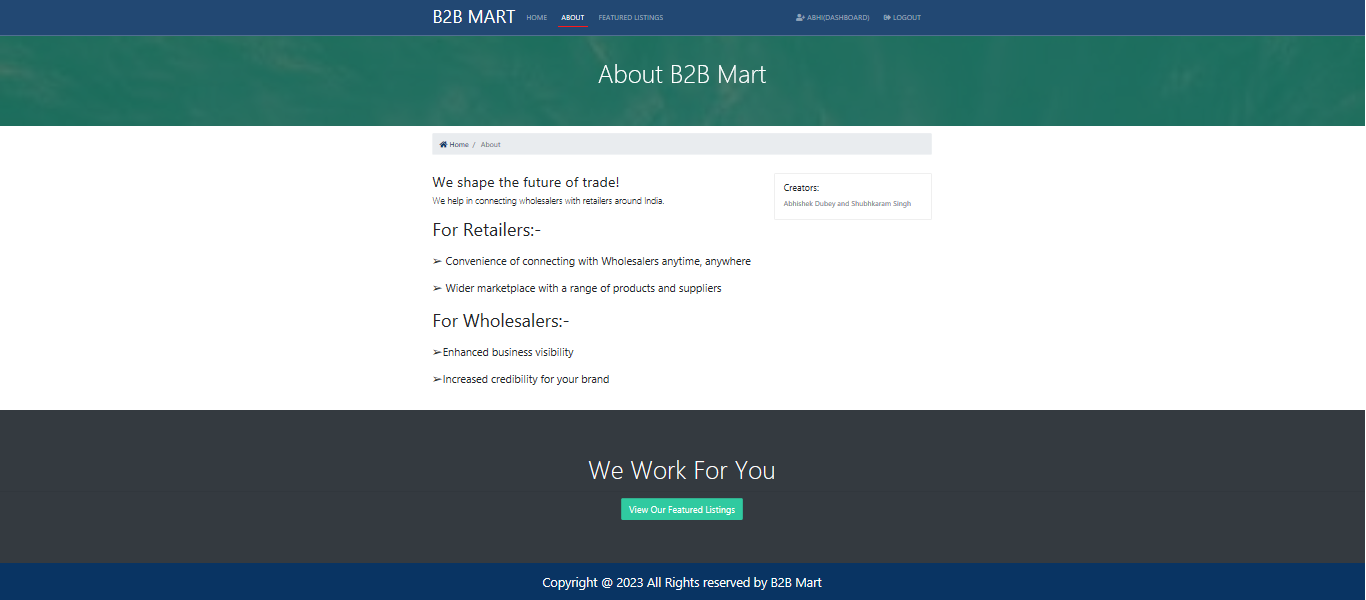 B2B MART HOME ABOUT FEATURED LISTINGS ABHI(DASHBOARD) LOGOUT
About B2B Mart
Home / About
We shape the future of trade!
We help in connecting wholesalers with retailers around India.
Creators:
Abhishek Dubey and Shubhkaram Singh
For Retailers:-
➢ Convenience of connecting with Wholesalers anytime, anywhere
➢ Wider marketplace with a range of products and suppliers
For Wholesalers:-
➢Enhanced business visibility
➢Increased credibility for your brand
We Work For You
View Our Featured Listings
Copyright @ 2023 All Rights reserved by B2B Mart